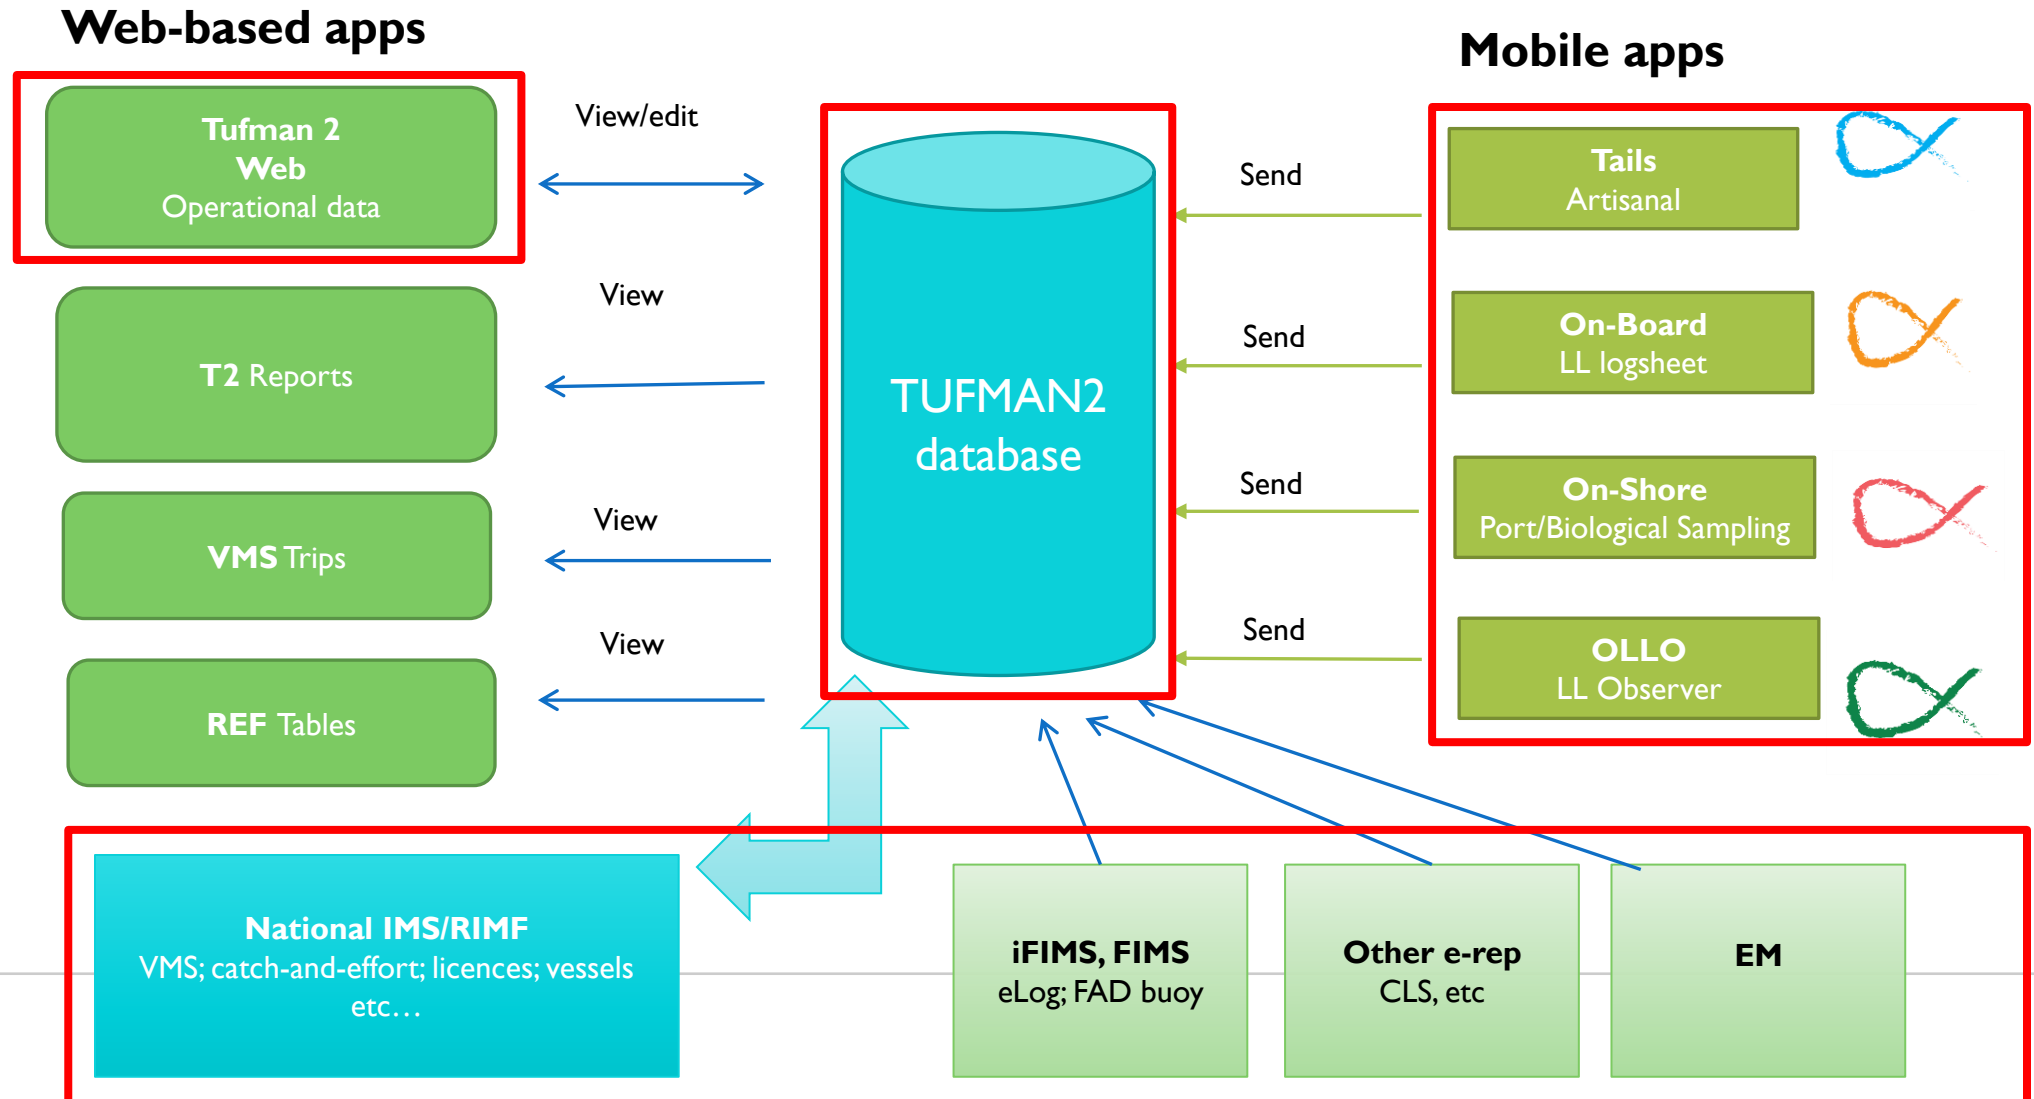 Web-based apps
Tufman 2
Web
Operational data
View/edit
T2 Reports
View
VMS Trips
View
REF Tables
View
TUFMAN2
database
Mobile apps
Send
Tails
Artisanal
Send
On-Board
LL logsheet
Send
On-Shore
Port/Biological Sampling
Send
OLLO
LL Observer
National IMS/RIMF
VMS; catch-and-effort; licences; vessels
etc…
iFIMS, FIMS
eLog; FAD buoy
Other e-rep
CLS, etc
EM